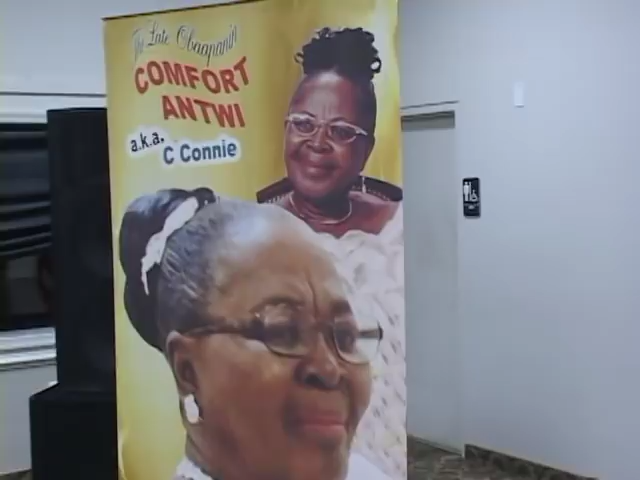 The Late Obaapanin
COMFORT
ANTWI
a.k.a.
C Connie